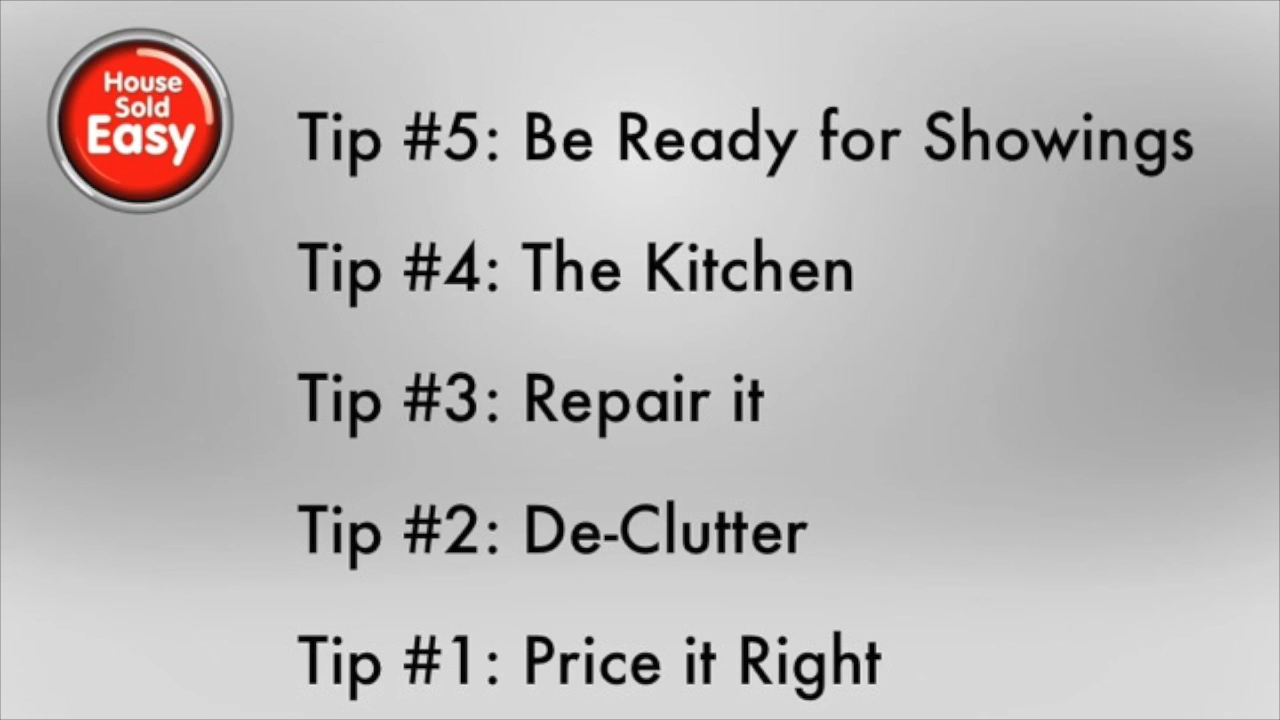 House
Sold
Easy
Tip #5: Be Ready for Showings
Tip #4: The Kitchen
Tip #3: Repair it
Tip #2: De-Clutter
Tip #1: Price it Right